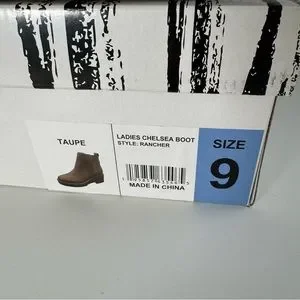 TAUPE
LADIES CHELSEA BOOT
STYLE: RANCHER
MADE IN CHINA
SIZE
9